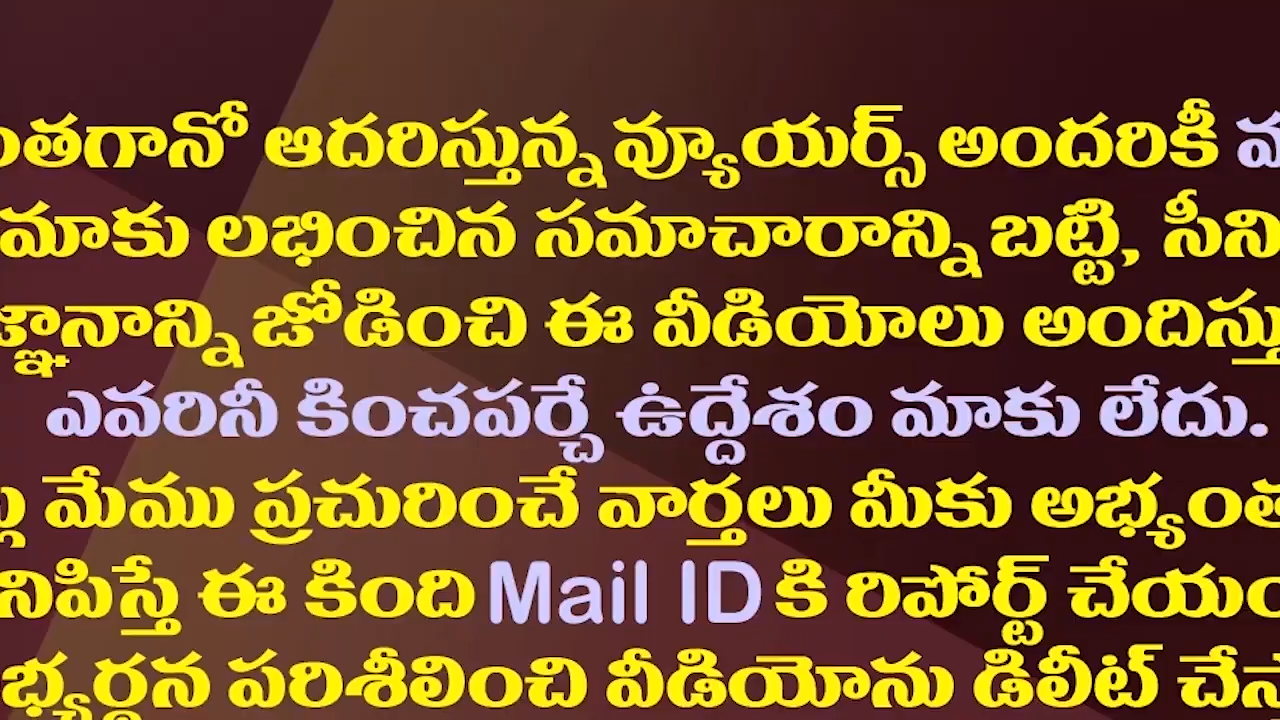 ఆదరిస్తున్న వ్యూయర్స్ అందరికీ
మాకు లభించిన సమాచారాన్ని బట్టి,
జోడించి ఈ వీడియోలు
ఎవరినీ కించపర్చే ఉద్దేశం మాకు లేదు.
మేము ప్రచురించే వార్తలు మీకు
ఈ కింది Mail ID కి రిపోర్ట్
పరిశీలించి వీడియోను డిలీట్